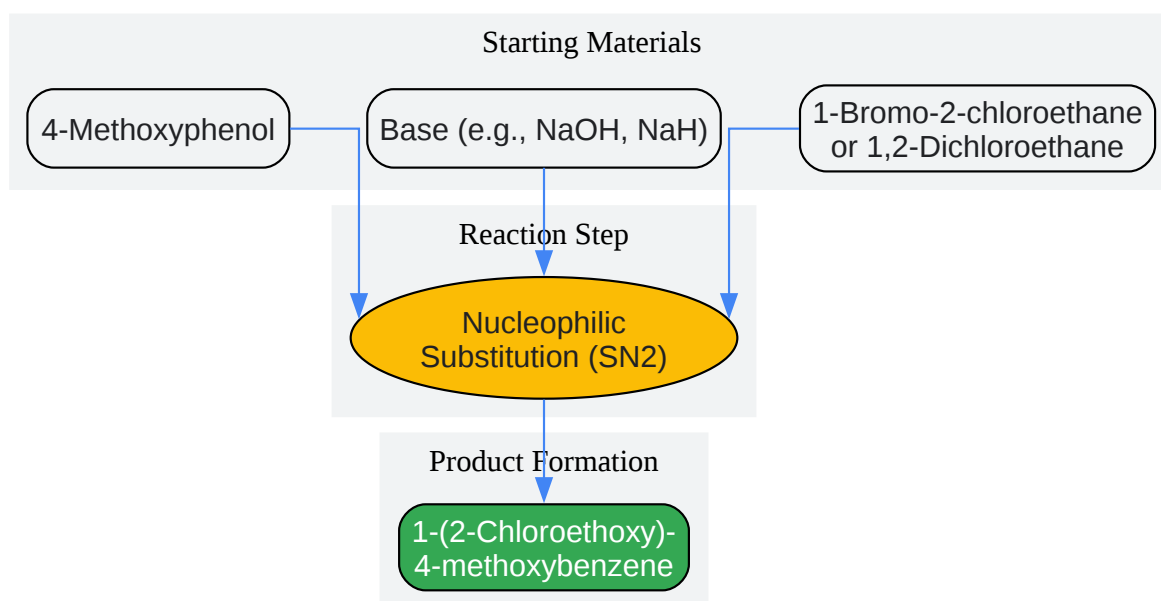 Starting Materials
4-Methoxyphenol
Base (e.g., NaOH, NaH)
1-Bromo-2-chloroethane
or 1,2-Dichloroethane
Reaction Step
Nucleophilic
Substitution (SN2)
Product Formation
1-(2-Chloroethoxy)-
4-methoxybenzene